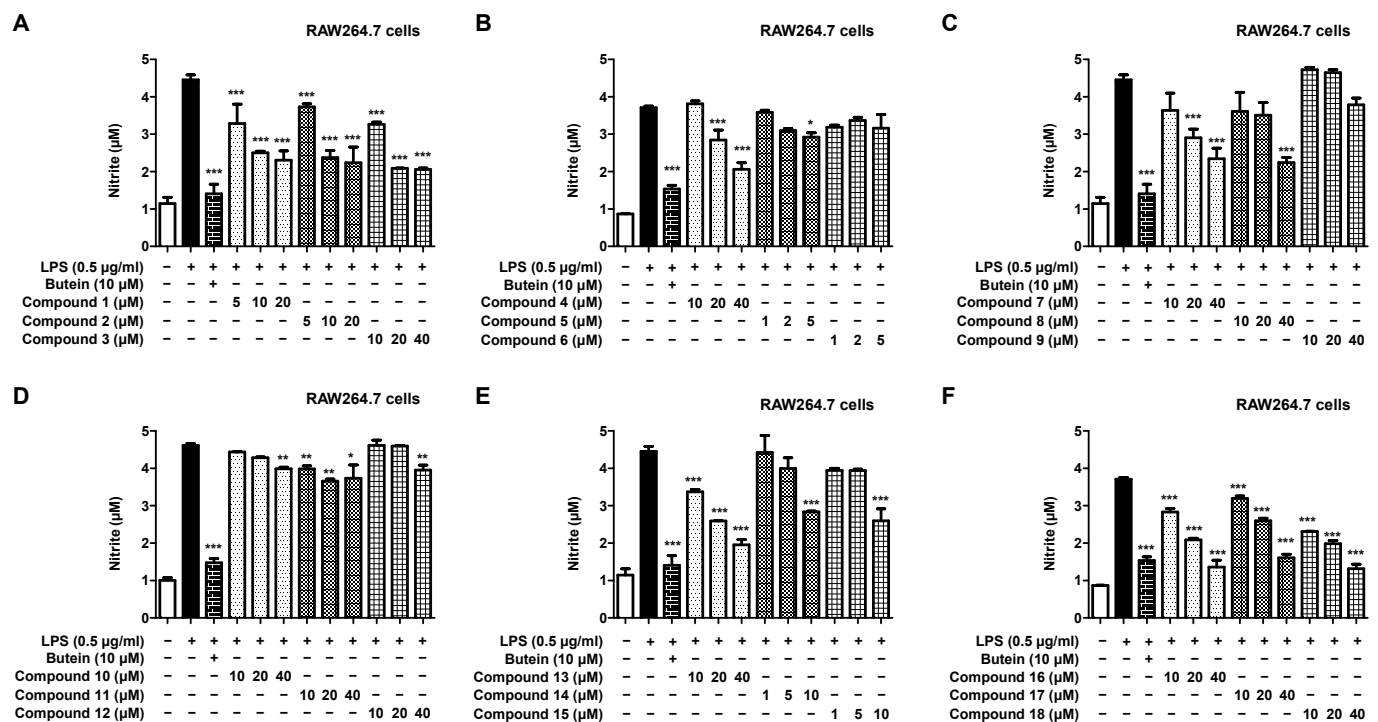 A
RAW264.7 cells
Nitrite (µM)
5
4
3
2
1
0
*** *** *** *** *** *** *** *** *** ***
LPS (0.5 µg/ml) − + + + + + + + + + + +
Butein (10 µM) − − + − − − − − − − − −
Compound 1 (µM) − − − 5 10 20 − − − − − −
Compound 2 (µM) − − − − − − 5 10 20 − − −
Compound 3 (µM) − − − − − − − − − 10 20 40
B
RAW264.7 cells
Nitrite (µM)
5
4
3
2
1
0
*** *** *** *
LPS (0.5 µg/ml) − + + + + + + + + + + +
Butein (10 µM) − − + − − − − − − − − −
Compound 4 (µM) − − − 10 20 40 − − − − − −
Compound 5 (µM) − − − − − − 1 2 5 − − −
Compound 6 (µM) − − − − − − − − − 1 2 5
C
RAW264.7 cells
Nitrite (µM)
5
4
3
2
1
0
*** *** *** ***
LPS (0.5 µg/ml) − + + + + + + + + + + +
Butein (10 µM) − − + − − − − − − − − −
Compound 7 (µM) − − − 10 20 40 − − − − − −
Compound 8 (µM) − − − − − − 10 20 40 − − −
Compound 9 (µM) − − − − − − − − − 10 20 40
D
RAW264.7 cells
Nitrite (µM)
5
4
3
2
1
0
*** ** ** ** * **
LPS (0.5 µg/ml) − + + + + + + + + + + +
Butein (10 µM) − − + − − − − − − − − −
Compound 10 (µM) − − − 10 20 40 − − − − − −
Compound 11 (µM) − − − − − − 10 20 40 − − −
Compound 12 (µM) − − − − − − − − − 10 20 40
E
RAW264.7 cells
Nitrite (µM)
5
4
3
2
1
0
*** *** *** *** *** ***
LPS (0.5 µg/ml) − + + + + + + + + + + +
Butein (10 µM) − − + − − − − − − − − −
Compound 13 (µM) − − − 10 20 40 − − − − − −
Compound 14 (µM) − − − − − − 1 5 10 − − −
Compound 15 (µM) − − − − − − − − − 1 5 10
F
RAW264.7 cells
Nitrite (µM)
5
4
3
2
1
0
*** *** *** *** *** *** *** *** *** ***
LPS (0.5 µg/ml) − + + + + + + + + + + +
Butein (10 µM) − − + − − − − − − − − −
Compound 16 (µM) − − − 10 20 40 − − − − − −
Compound 17 (µM) − − − − − − 10 20 40 − − −
Compound 18 (µM) − − − − − − − − − 10 20 40